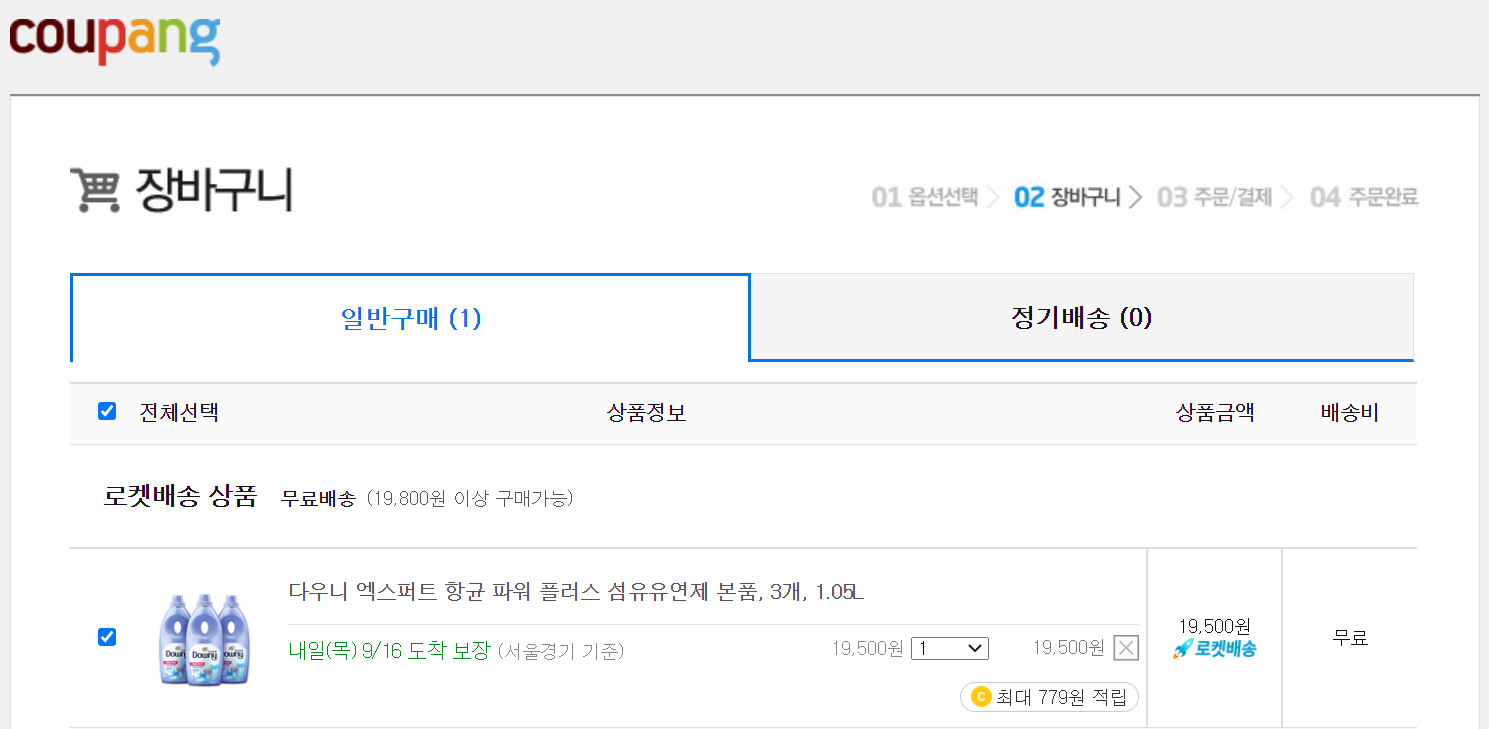 coupang
장바구니
01 옵션선택 02 장바구니 03 주문/결제 04 주문완료
일반구매 (1) 정기배송 (0)
전체선택 상품정보 상품금액 배송비
로켓배송 상품 무료배송 (19,800원 이상 구매가능)
다우니 엑스퍼트 항균 파워 플러스 섬유유연제 본품, 3개, 1.05L
Downy Downy Downy
내일(목) 9/16 도착 보장 (서울경기 기준) 19,500원 1 19,500원
19,500원
로켓배송
무료
C 최대 779원 적립